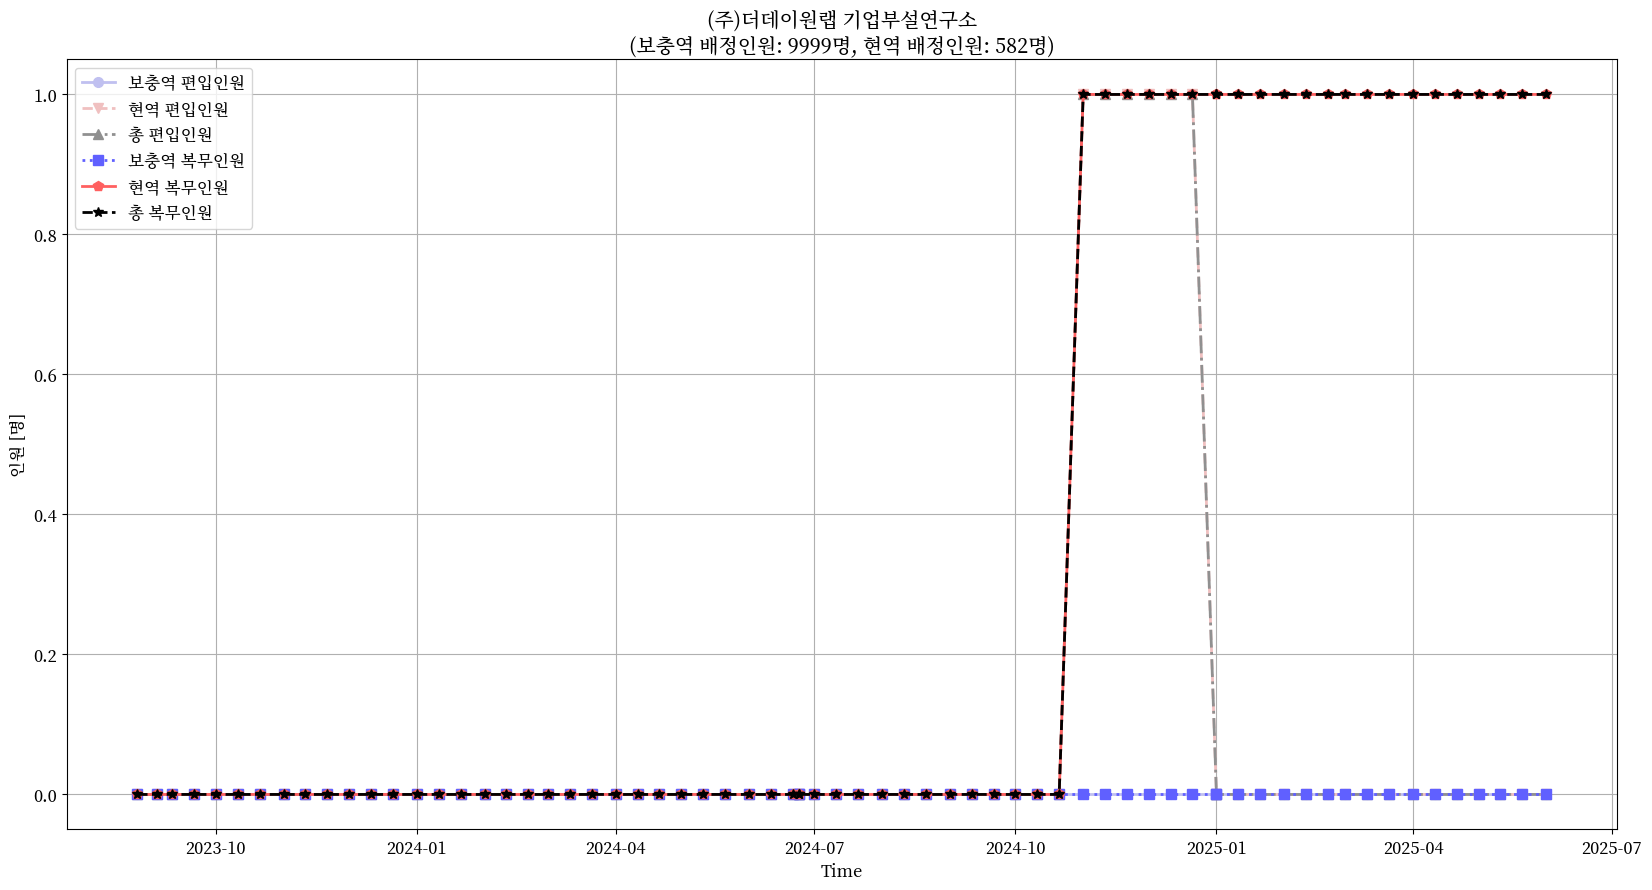 (주)더데이원랩 기업부설연구소
(보충역 배정인원: 9999명, 현역 배정인원: 582명)
보충역 편입인원
현역 편입인원
총 편입인원
보충역 복무인원
현역 복무인원
총 복무인원
1.0
0.8
0.6
0.4
0.2
0.0
인원 [명]
2023-10
2024-01
2024-04
2024-07
2024-10
2025-01
2025-04
2025-07
Time